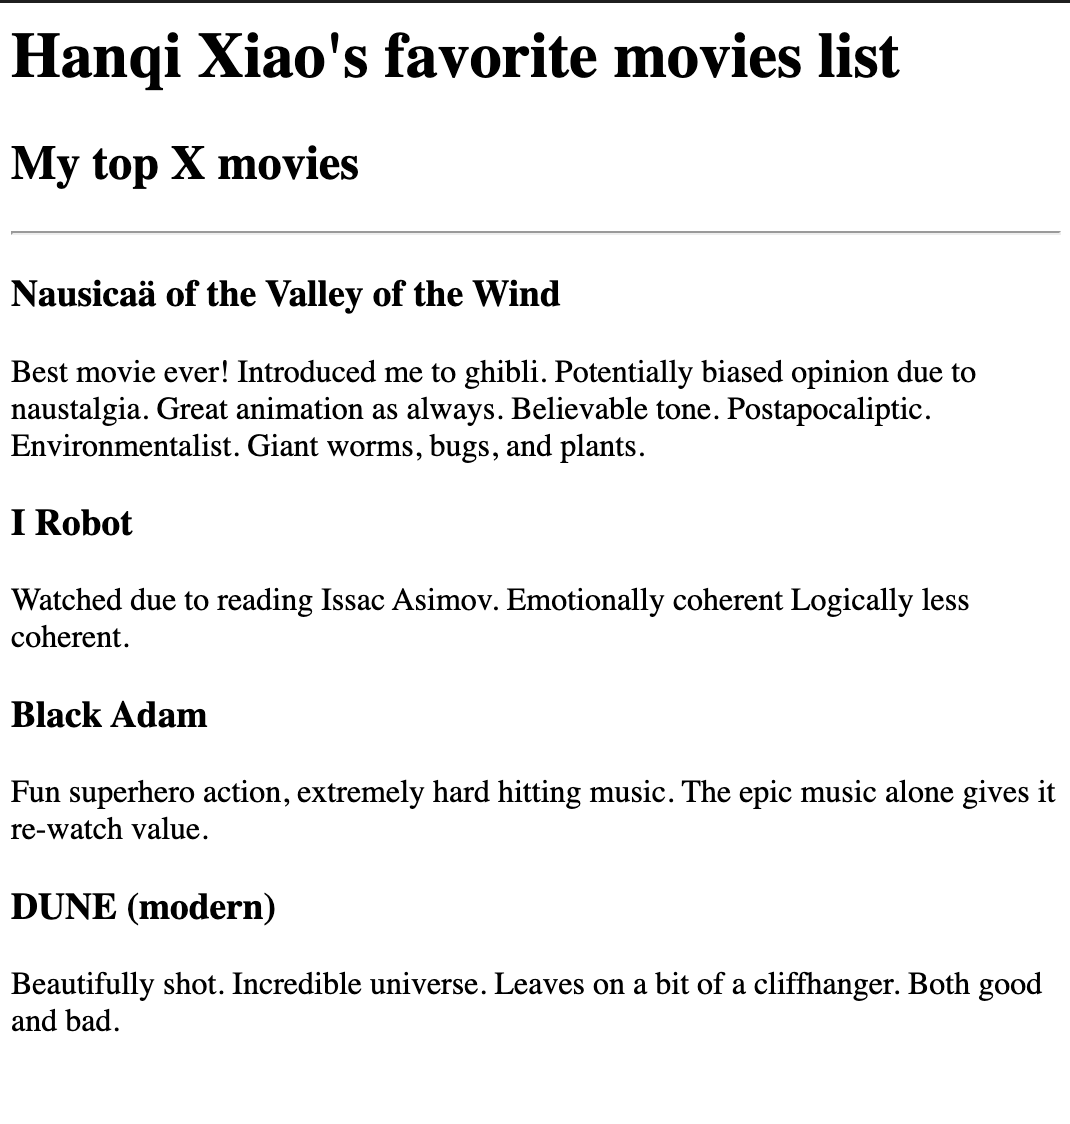 Hanqi Xiao's favorite movies list
My top X movies
Nausicaä of the Valley of the Wind
Best movie ever! Introduced me to ghibli. Potentially biased opinion due to
naustalgia. Great animation as always. Believable tone. Postapocaliptic.
Environmentalist. Giant worms, bugs, and plants.
I Robot
Watched due to reading Issac Asimov. Emotionally coherent Logically less
coherent.
Black Adam
Fun superhero action, extremely hard hitting music. The epic music alone gives it
re-watch value.
DUNE (modern)
Beautifully shot. Incredible universe. Leaves on a bit of a cliffhanger. Both good
and bad.